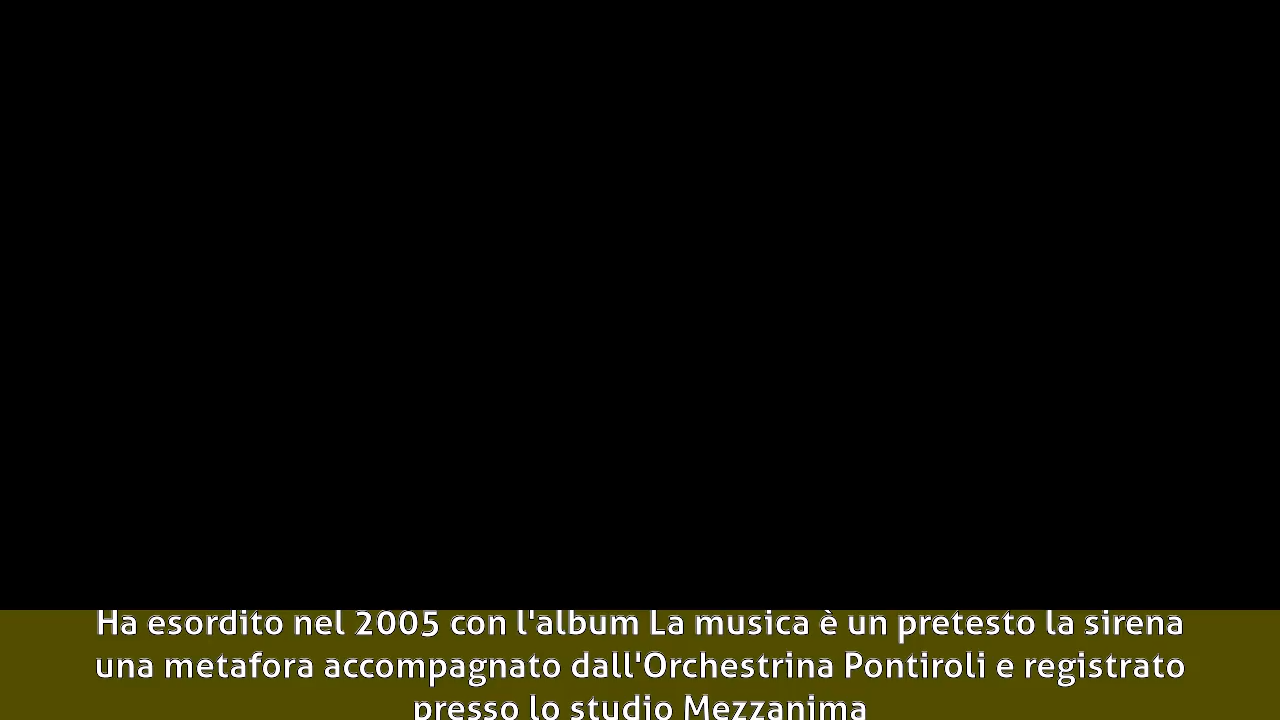 Ha esordito nel 2005 con l'album La musica è un pretesto la sirena
una metafora accompagnato dall'Orchestrina Pontiroli e registrato
presso lo studio Mezzanima